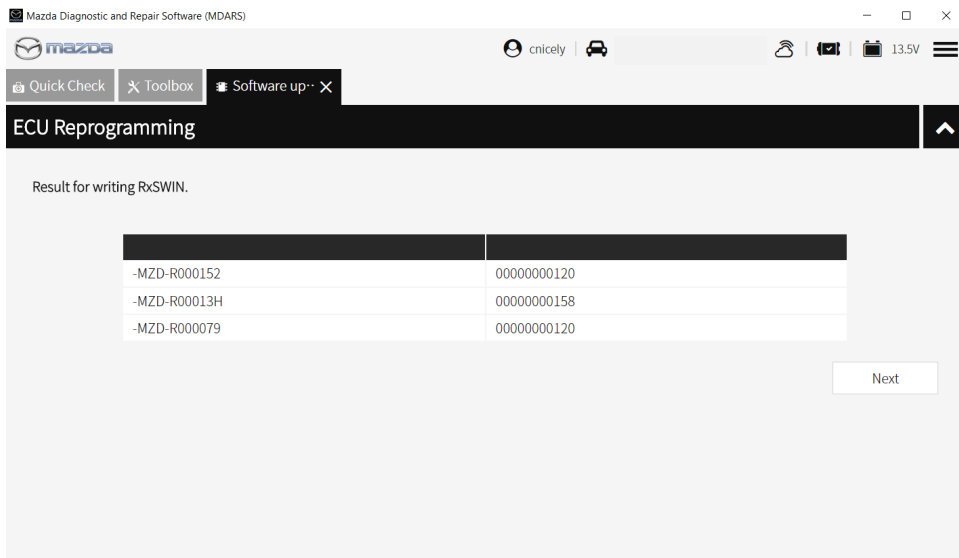 Mazda Diagnostic and Repair Software (MDARS)
mazda
cnicely
13.5V
Quick Check
Toolbox
Software up··
ECU Reprogramming
Result for writing RxSWIN.
-MZD-R000152 00000000120
-MZD-R00013H 00000000158
-MZD-R000079 00000000120
Next